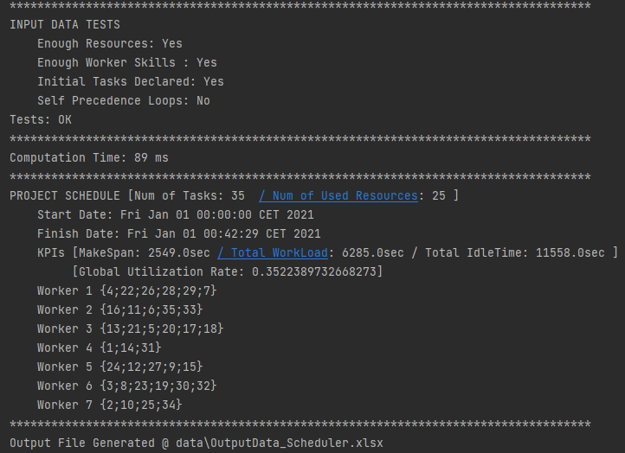 ************************************************************************************
INPUT DATA TESTS
Enough Resources: Yes
Enough Worker Skills : Yes
Initial Tasks Declared: Yes
Self Precedence Loops: No
Tests: OK
************************************************************************************
Computation Time: 89 ms
************************************************************************************
PROJECT SCHEDULE [Num of Tasks: 35  / Num of Used Resources: 25 ]
Start Date: Fri Jan 01 00:00:00 CET 2021
Finish Date: Fri Jan 01 00:42:29 CET 2021
KPIs [MakeSpan: 2549.0sec / Total WorkLoad: 6285.0sec / Total IdleTime: 11558.0sec ]
[Global Utilization Rate: 0.3522389732668273]
Worker 1 {4;22;26;28;29;7}
Worker 2 {16;11;6;35;33}
Worker 3 {13;21;5;20;17;18}
Worker 4 {1;14;31}
Worker 5 {24;12;27;9;15}
Worker 6 {3;8;23;19;30;32}
Worker 7 {2;10;25;34}
************************************************************************************
Output File Generated @ data\OutputData_Scheduler.xlsx